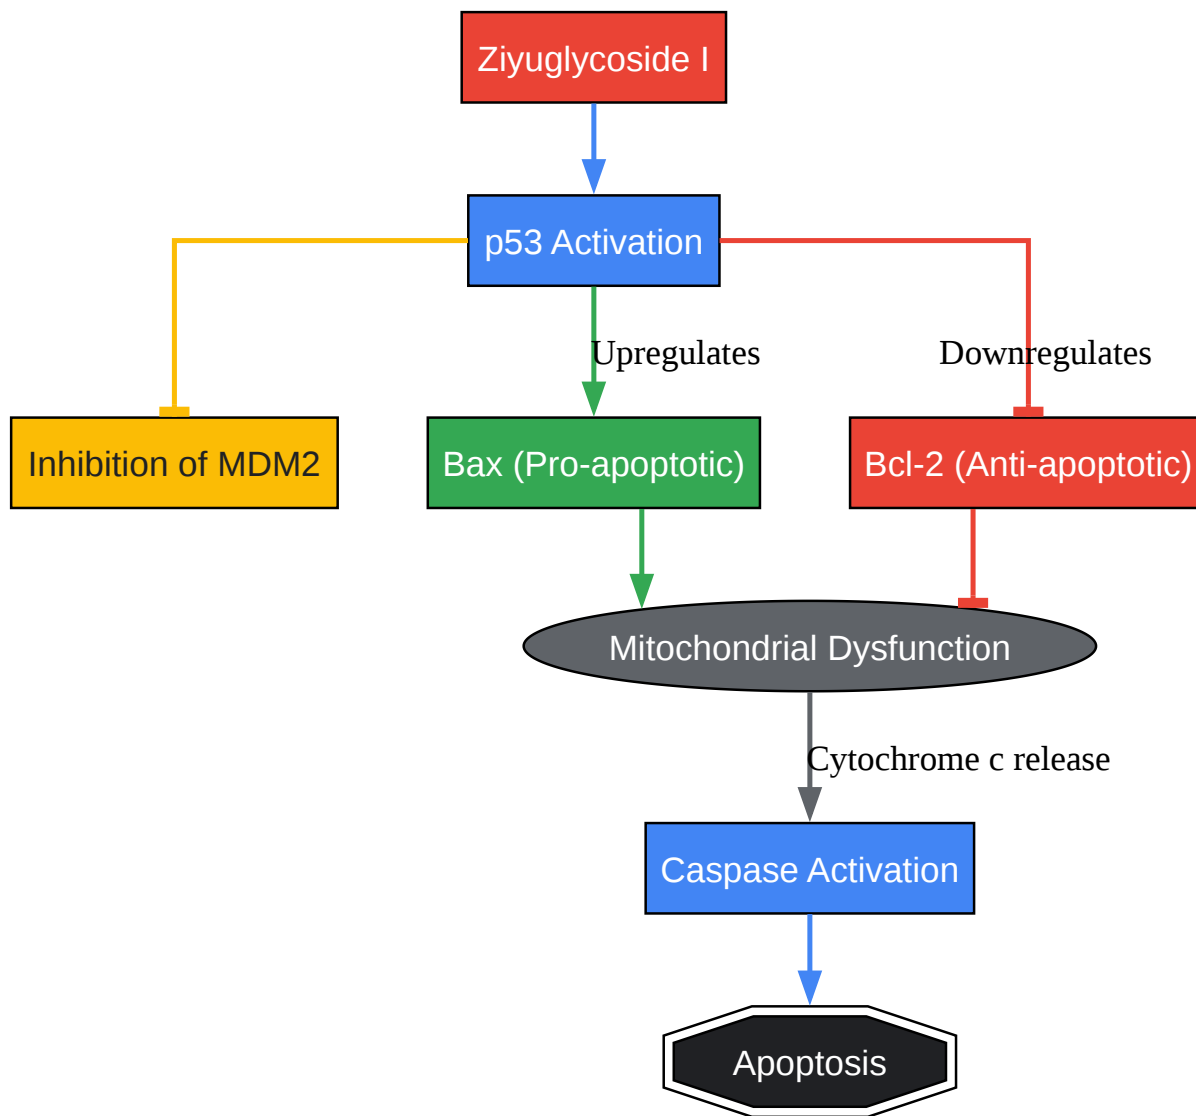 Ziyuglycoside I
p53 Activation
Upregulates
Downregulates
Inhibition of MDM2
Bax (Pro-apoptotic)
Bcl-2 (Anti-apoptotic)
Mitochondrial Dysfunction
Cytochrome c release
Caspase Activation
Apoptosis